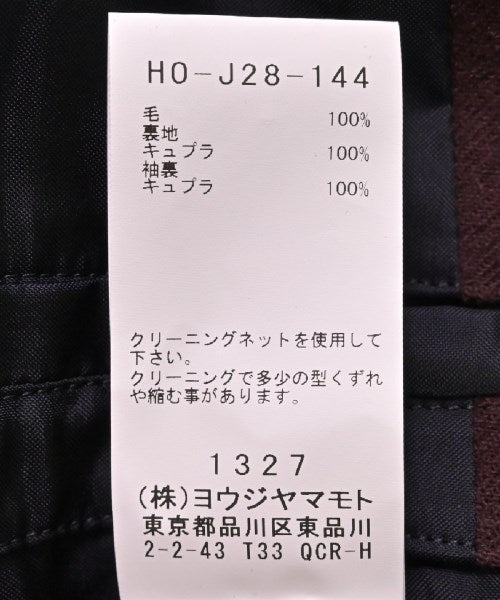 HO-J28-144
毛 100%
裏地
キュプラ 100%
袖裏
キュプラ 100%
クリーニングネットを使用して
下さい。
クリーニングで多少の型くずれ
や縮む事があります。
1327
(株)ヨウジヤマモト
東京都品川区東品川
2-2-43 T33 QCR-H